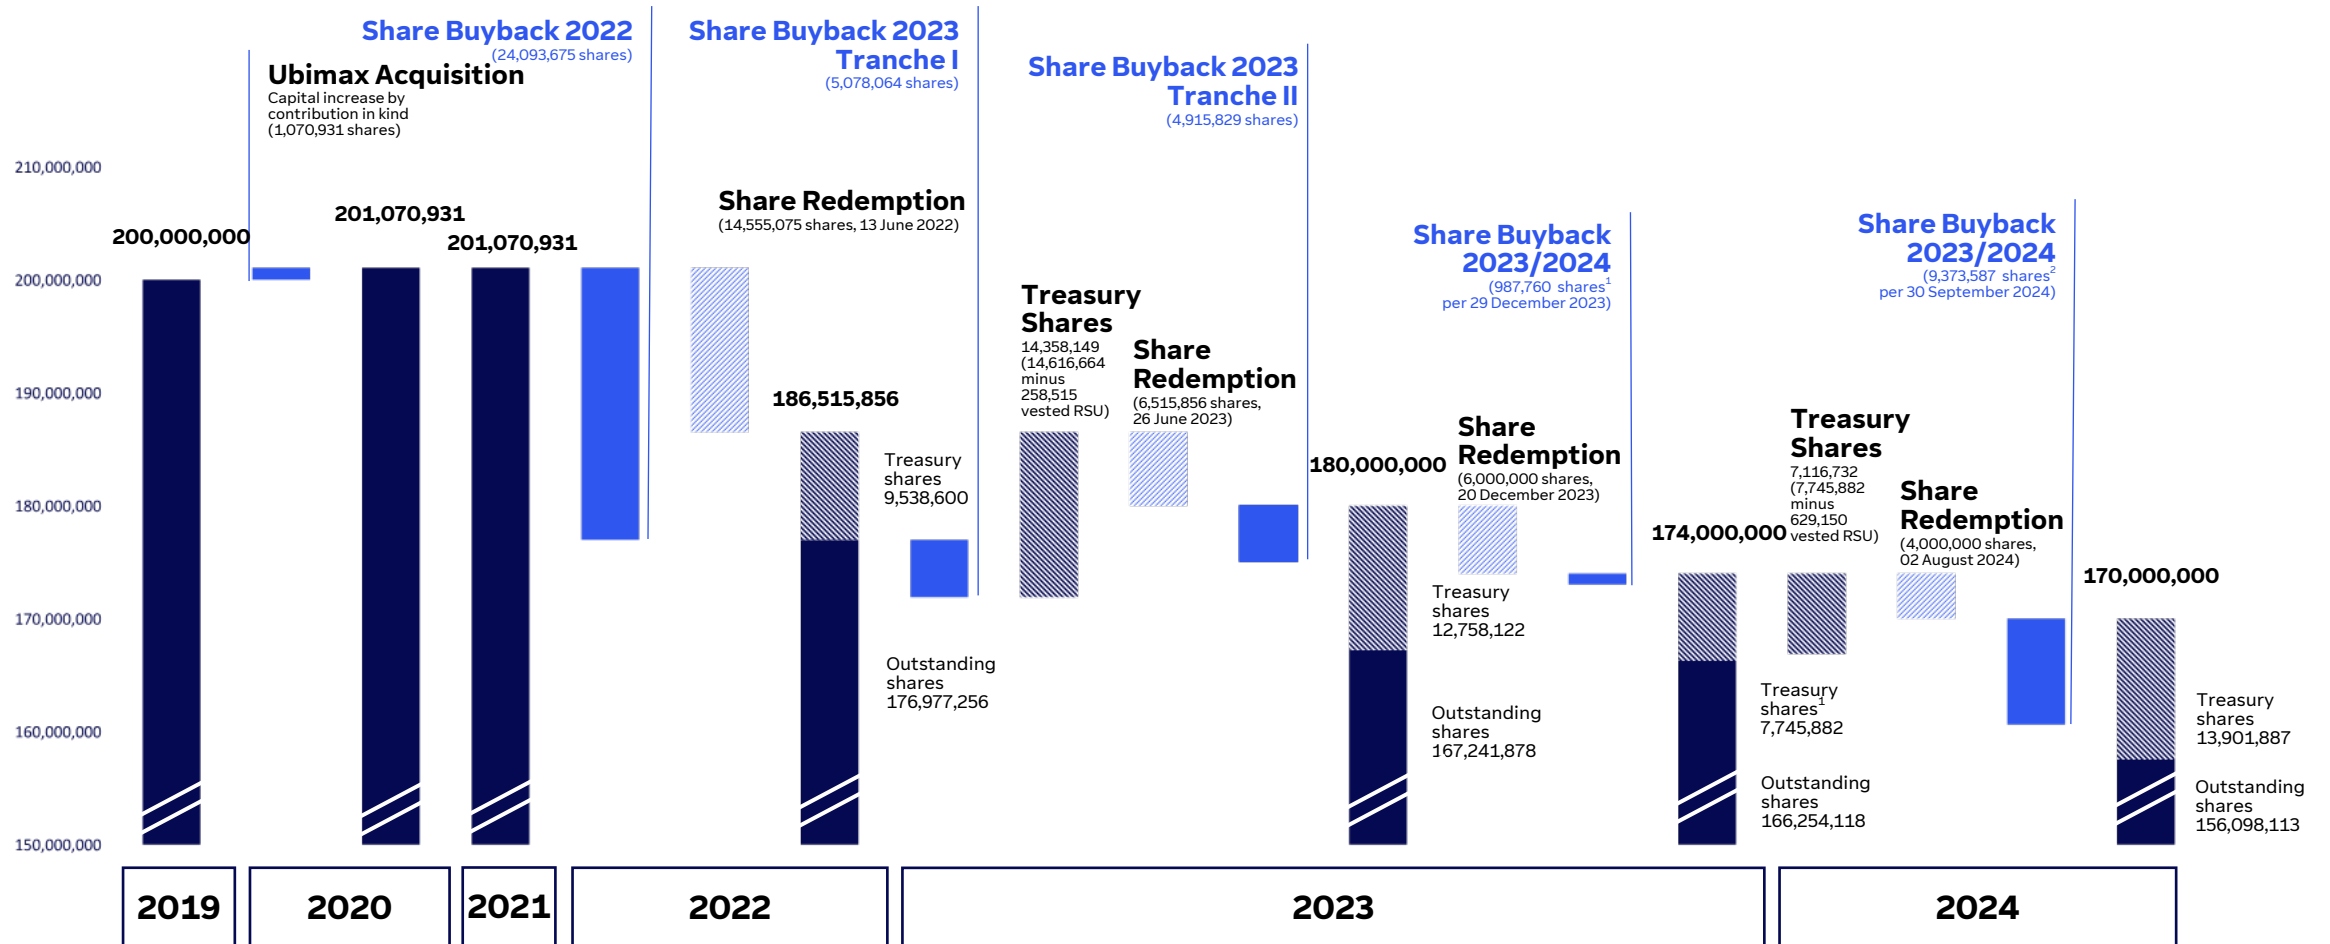 Share Buyback 2022
(24,093,675 shares)
Ubimax Acquisition
Capital increase by
contribution in kind
(1,070,931 shares)
Share Buyback 2023
Tranche I
(5,078,064 shares)
Share Buyback 2023
Tranche II
(4,915,829 shares)
210,000,000
200,000,000
190,000,000
180,000,000
170,000,000
160,000,000
150,000,000
200,000,000
201,070,931
201,070,931
Share Redemption
(14,555,075 shares, 13 June 2022)
186,515,856
Treasury
shares
9,538,600
Outstanding
shares
176,977,256
Treasury
Shares
14,358,149
(14,616,664
minus
258,515
vested RSU)
Share
Redemption
(6,515,856 shares,
26 June 2023)
180,000,000
Treasury
shares
12,758,122
Outstanding
shares
167,241,878
Share Buyback
2023/2024
(987,760 shares1
per 29 December 2023)
Share
Redemption
(6,000,000 shares,
20 December 2023)
174,000,000
Treasury
shares1
7,745,882
Outstanding
shares
166,254,118
Share Buyback
2023/2024
(9,373,587 shares2
per 30 September 2024)
Treasury
Shares
7,116,732
(7,745,882
minus
629,150
vested RSU)
Share
Redemption
(4,000,000 shares,
02 August 2024)
170,000,000
Treasury
shares
13,901,887
Outstanding
shares
156,098,113
2019
2020
2021
2022
2023
2024